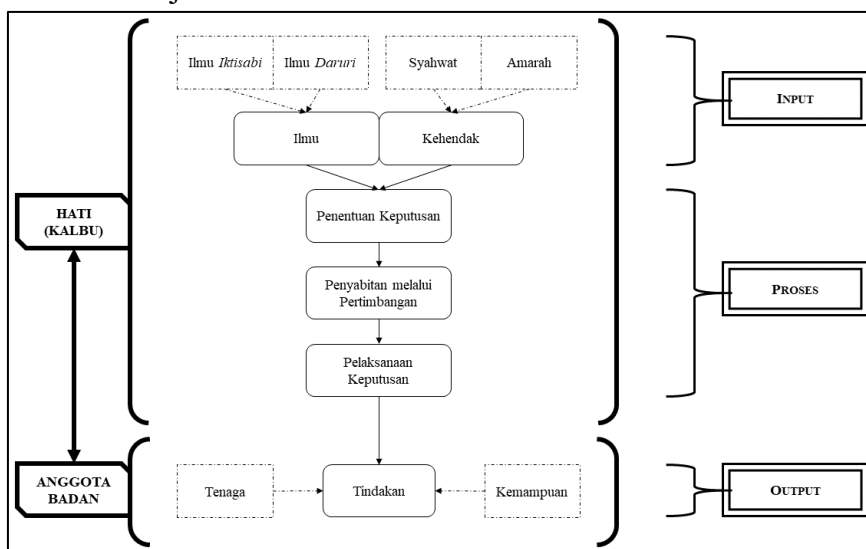 Ilmu Iktisabi
Ilmu Daruri
Syahwat
Amarah
INPUT
Ilmu
Kehendak
HATI
(KALBU)
Penentuan Keputusan
Penyabitan melalui
Pertimbangan
PROSES
Pelaksanaan
Keputusan
ANGGOTA
BADAN
Tenaga
Tindakan
Kemampuan
OUTPUT